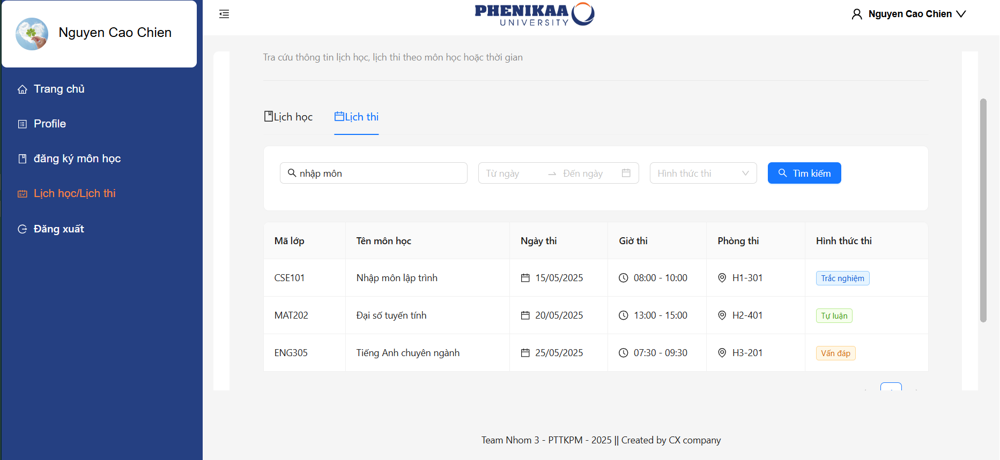 Nguyen Cao Chien
Trang chủ
Profile
đăng ký môn học
Lịch học/Lịch thi
Đăng xuất
PHENIKAA
UNIVERSITY
Nguyen Cao Chien
Tra cứu thông tin lịch học, lịch thi theo môn học hoặc thời gian
Lịch học Lịch thi
nhập môn Từ ngày Đến ngày Hình thức thi Tìm kiếm
Mã lớp Tên môn học Ngày thi Giờ thi Phòng thi Hình thức thi
CSE101 Nhập môn lập trình 15/05/2025 08:00 - 10:00 H1-301 Trắc nghiệm
MAT202 Đại số tuyến tính 20/05/2025 13:00 - 15:00 H2-401 Tự luận
ENG305 Tiếng Anh chuyên ngành 25/05/2025 07:30 - 09:30 H3-201 Vấn đáp
Team Nhom 3 - PTTKPM - 2025 || Created by CX company